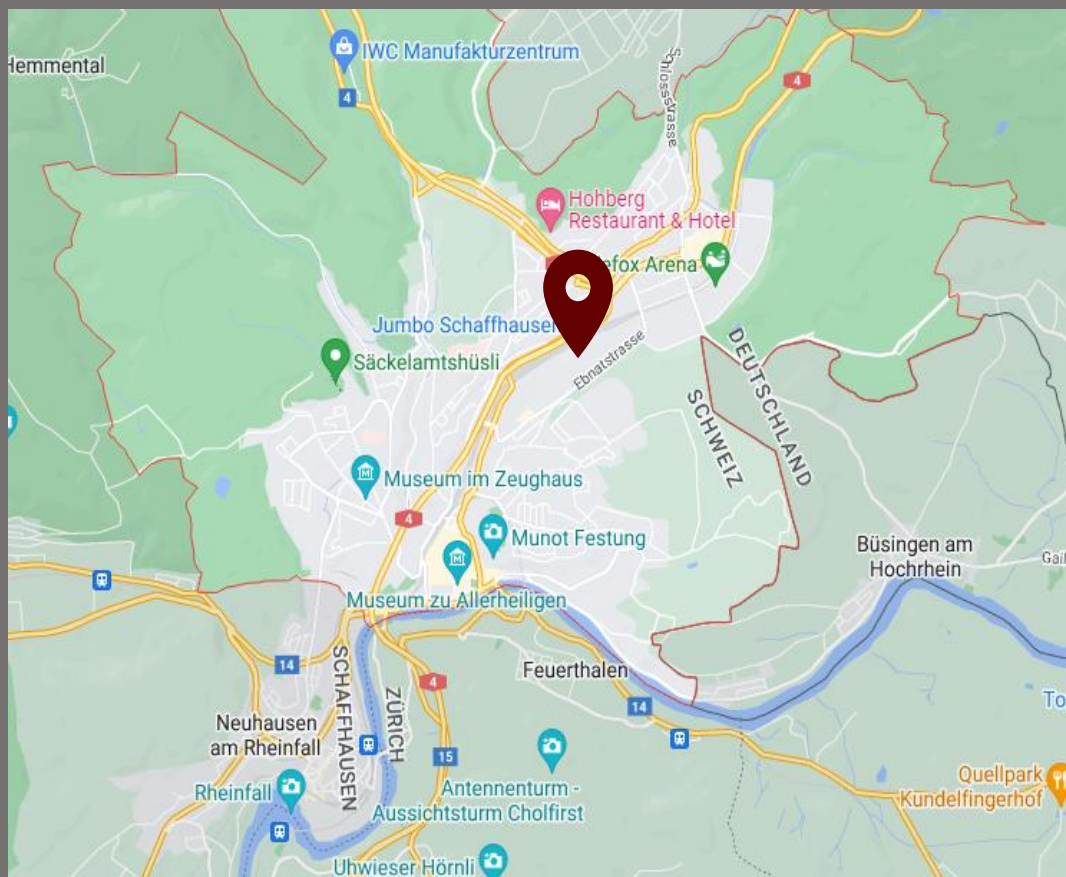 Hemmental
IWC Manufakturzentrum
4
4
Schlossstrasse
Hohberg
Restaurant & Hotel
Arena
Jumbo Schaffhausen
Säckelamtshüsli
Ebnatstrasse
DEUTSCHLAND
SCHWEIZ
Museum im Zeughaus
4
Munot Festung
Büsingen am
Hochrhein
Museum zu Allerheiligen
14
SCHAFFHAUSEN
ZÜRICH
4
Feuerthalen
14
Neuhausen
am Rheinfall
15
Rheinfall
Antennenturm -
Aussichtsturm Cholfirst
Quellpark
Kundelfingerhof
Uhwieser Hörnli